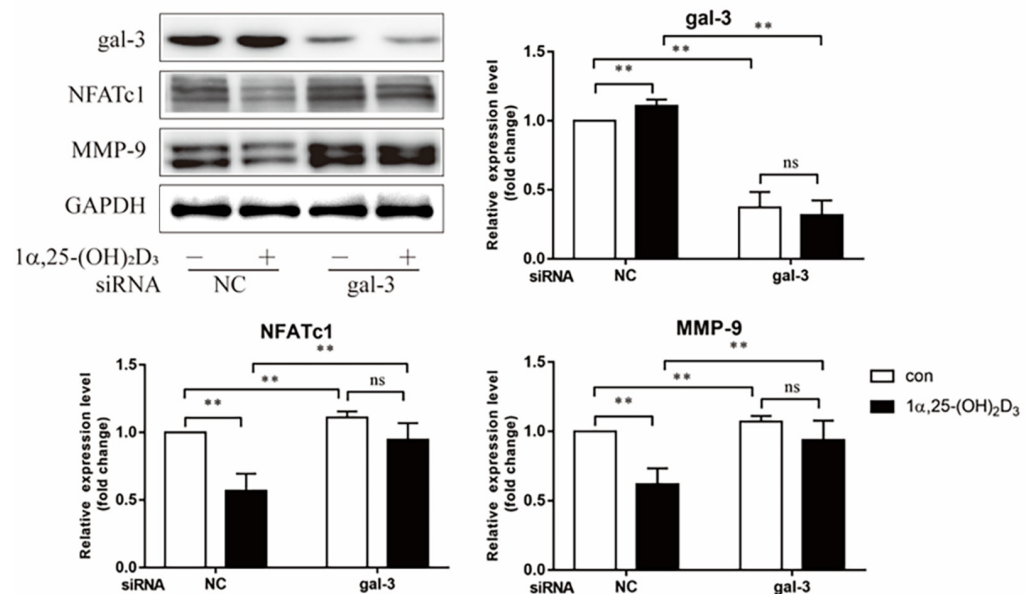 gal-3
NFATc1
MMP-9
GAPDH
1α,25-(OH)₂D₃ − + − +
siRNA NC gal-3
gal-3
Relative expression level
(fold change)
1.5
1.0
0.5
0.0
**
**
**
ns
siRNA NC gal-3
NFATc1
Relative expression level
(fold change)
1.5
1.0
0.5
0.0
**
**
**
ns
siRNA NC gal-3
MMP-9
Relative expression level
(fold change)
1.5
1.0
0.5
0.0
**
**
**
ns
siRNA NC gal-3
con
1α,25-(OH)₂D₃